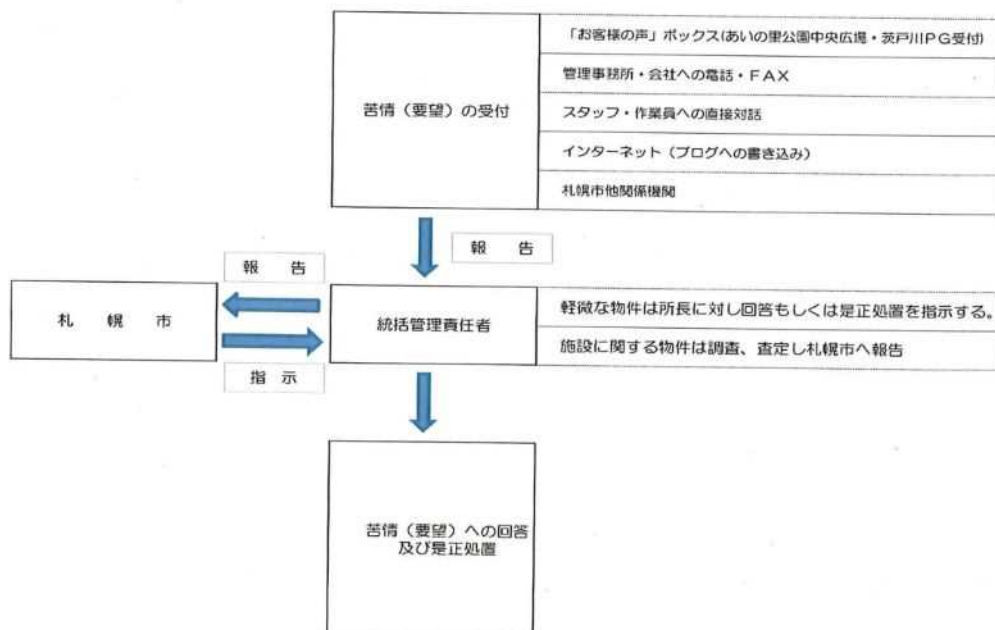 「お客様の声」ボックス(あいの里公園中央広場・茨戸川PG受付)
管理事務所・会社への電話・FAX
苦情（要望）の受付
スタッフ・作業員への直接対話
インターネット（ブログへの書き込み）
札幌市他関係機関
報　告
報　告
札　幌　市
統括管理責任者
軽微な物件は所長に対し回答もしくは是正処置を指示する。
施設に関する物件は調査、査定し札幌市へ報告
指　示
苦情（要望）への回答
及び是正処置